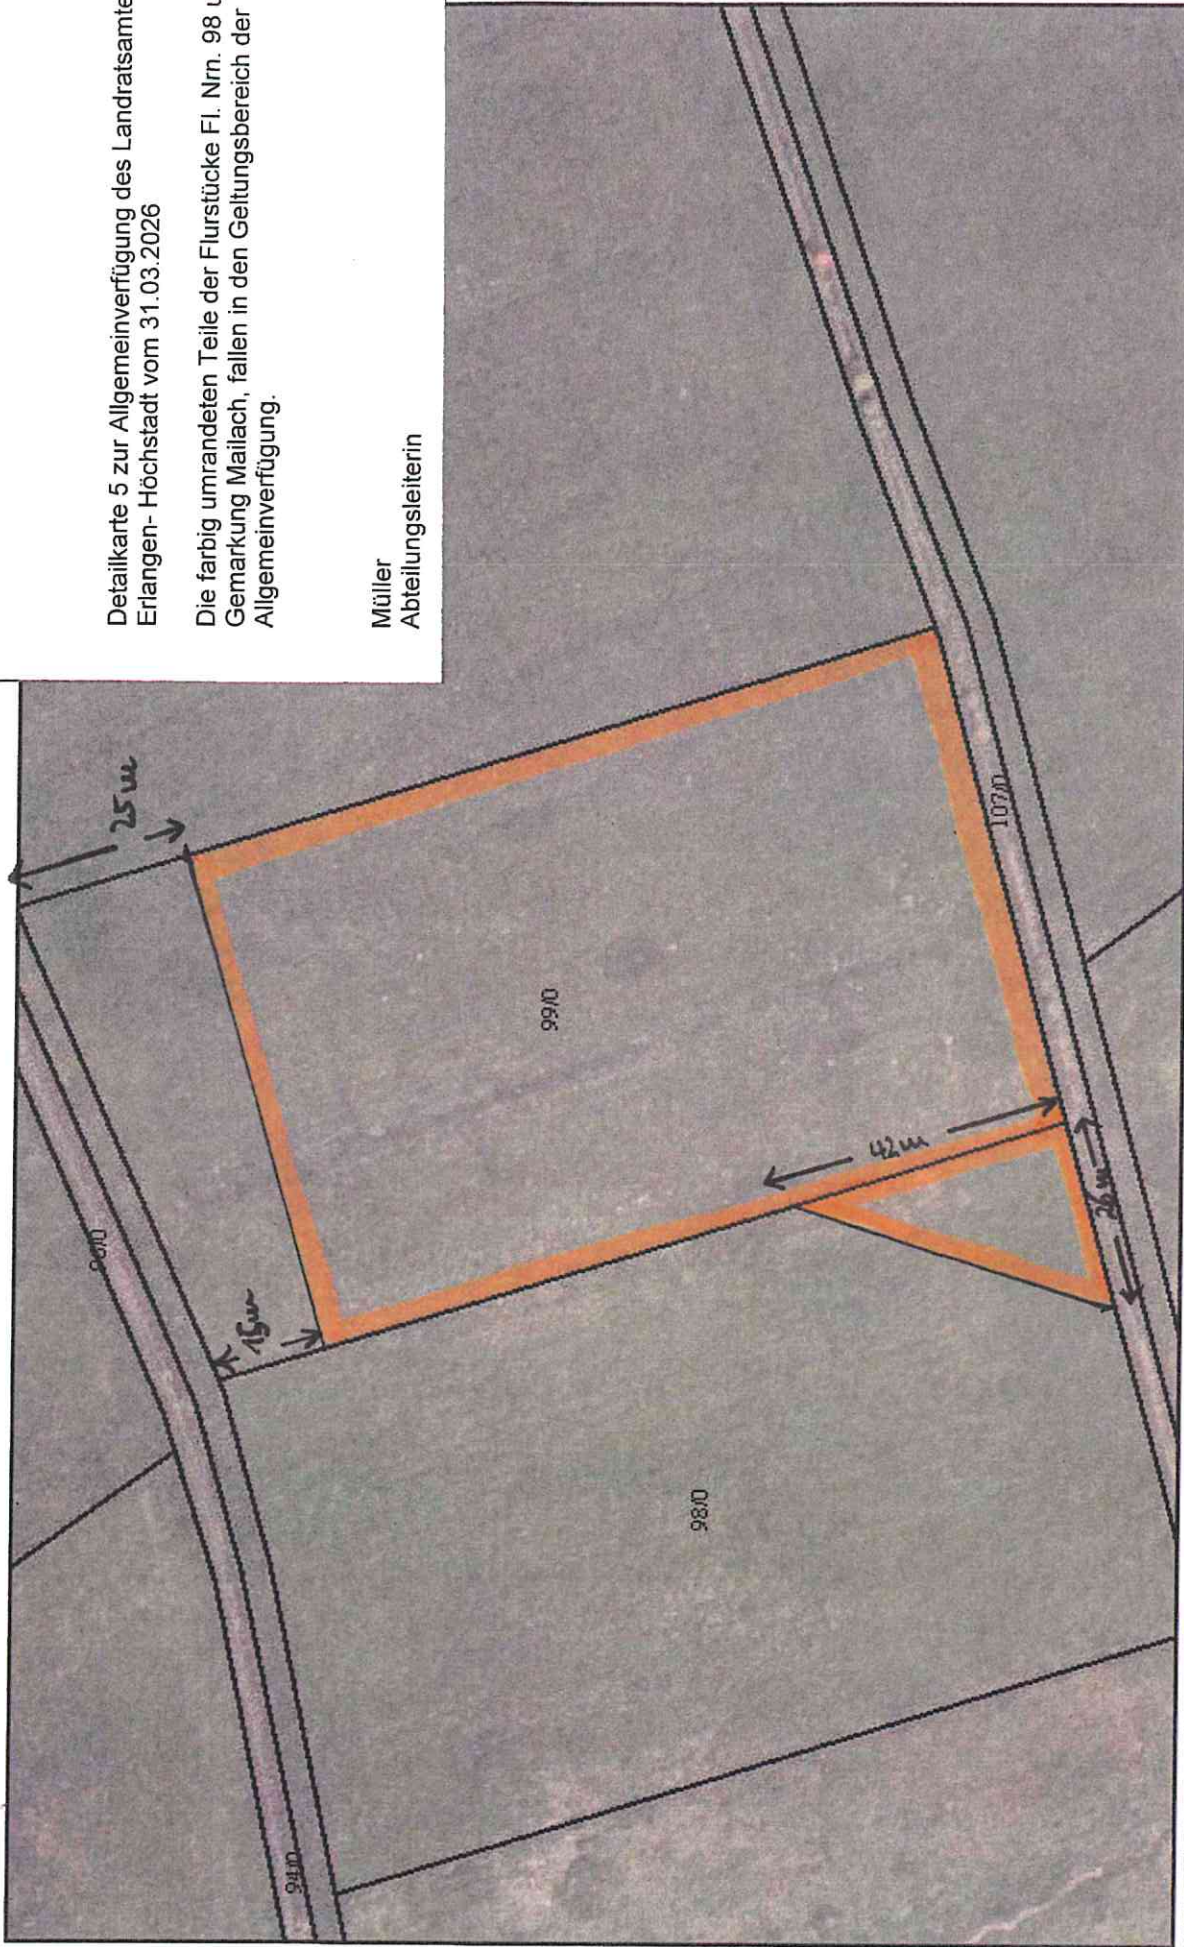 Detailkarte 5 zur Allgemeinverfügung des Landratsamte
Erlangen- Höchstadt vom 31.03.2026
Die farbig umrandeten Teile der Flurstücke Fl. Nrn. 98 u
Gemarkung Mailach, fallen in den Geltungsbereich der
Allgemeinverfügung.
Müller
Abteilungsleiterin
25 m
15m
99/0
42 m
26 m
107/0
98/0
94/0